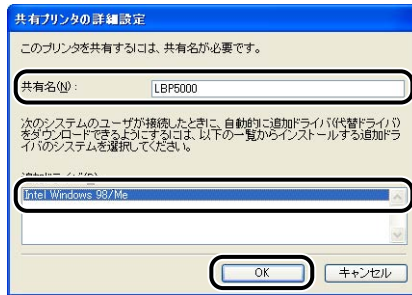 共有プリンタの詳細設定
このプリンタを共有するには、共有名が必要です。
共有名(N):
LBP5000
次のシステムのユーザが接続したときに、自動的に追加ドライバ(代替ドライバ)
をダウンロードできるようにするには、以下の一覧からインストールする追加ドラ
イバのシステムを選択してください。
Intel Windows 98/Me
OK
キャンセル